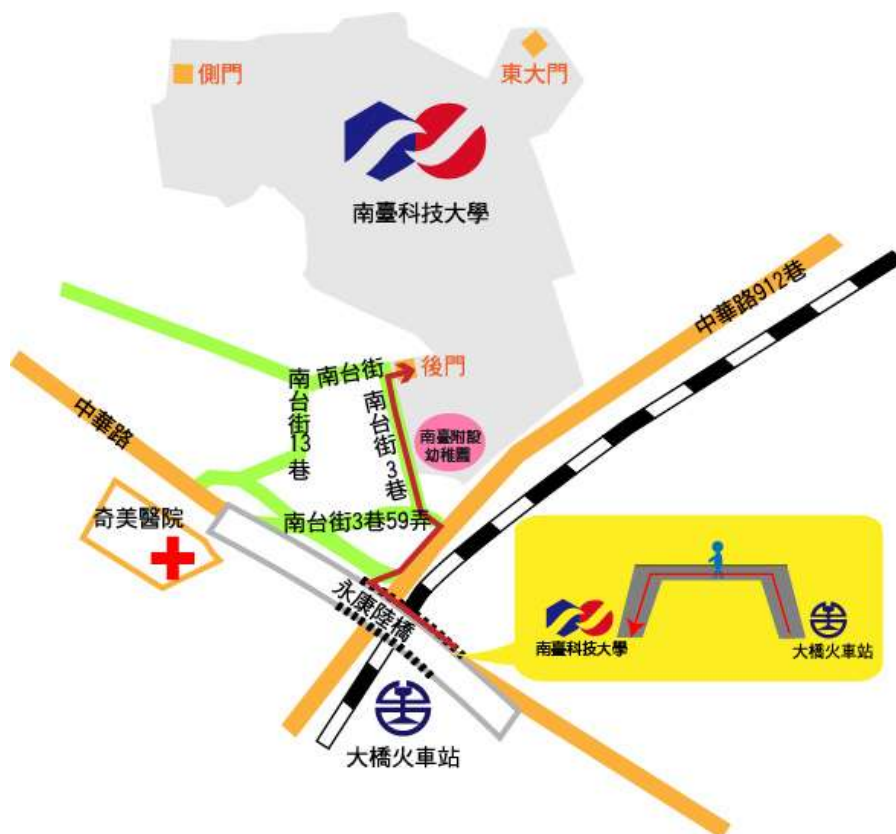 側門
東大門
南臺科技大學
中華路912巷
南台街
後門
南台街13巷
南台街3巷
南臺附設
幼稚園
中華路
奇美醫院
南台街3巷59弄
永康陸橋
南臺科技大學
大橋火車站
大橋火車站